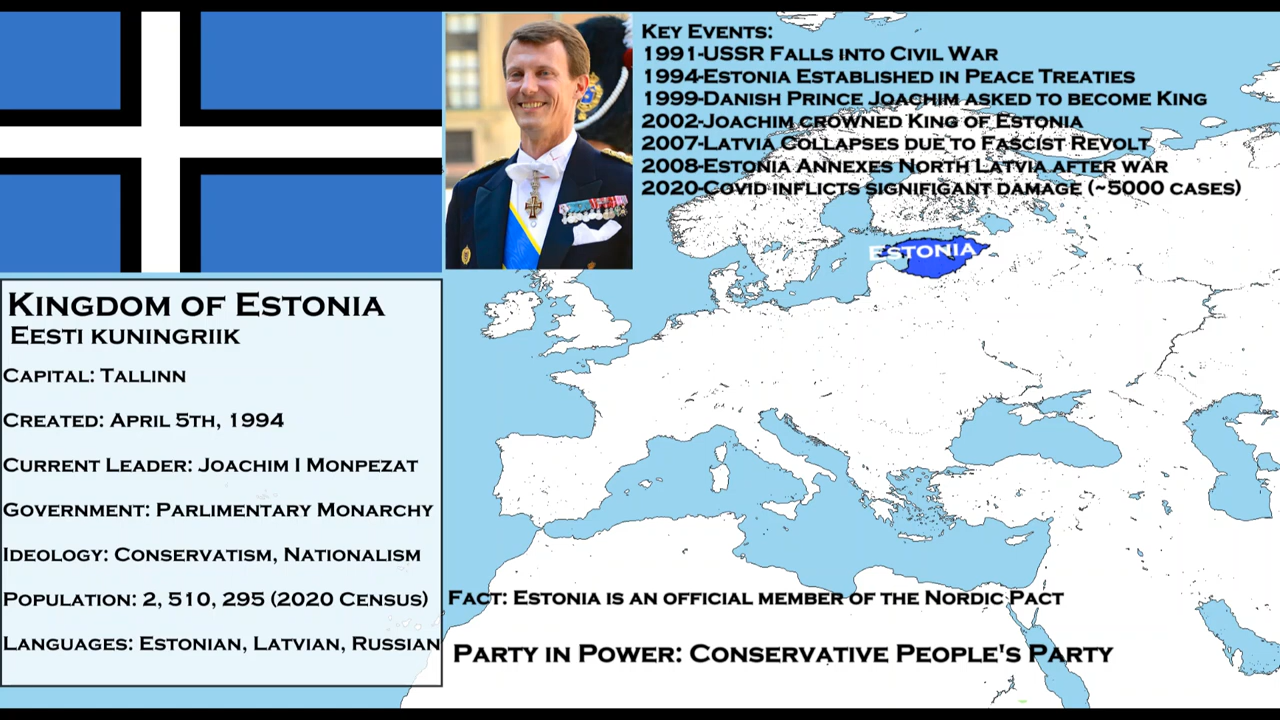 Key Events:
1991-USSR Falls into Civil War
1994-Estonia Established in Peace Treaties
1999-Danish Prince Joachim asked to become King
2002-Joachim crowned King of Estonia
2007-Latvia Collapses due to Fascist Revolt
2008-Estonia Annexes North Latvia after war
2020-Covid inflicts signifigant damage (~5000 cases)
Estonia
Kingdom of Estonia
Eesti kuningriik
Capital: Tallinn
Created: April 5th, 1994
Current Leader: Joachim I Monpezat
Government: Parlimentary Monarchy
Ideology: Conservatism, Nationalism
Population: 2, 510, 295 (2020 Census)
Languages: Estonian, Latvian, Russian
Fact: Estonia is an official member of the Nordic Pact
Party in Power: Conservative People's Party